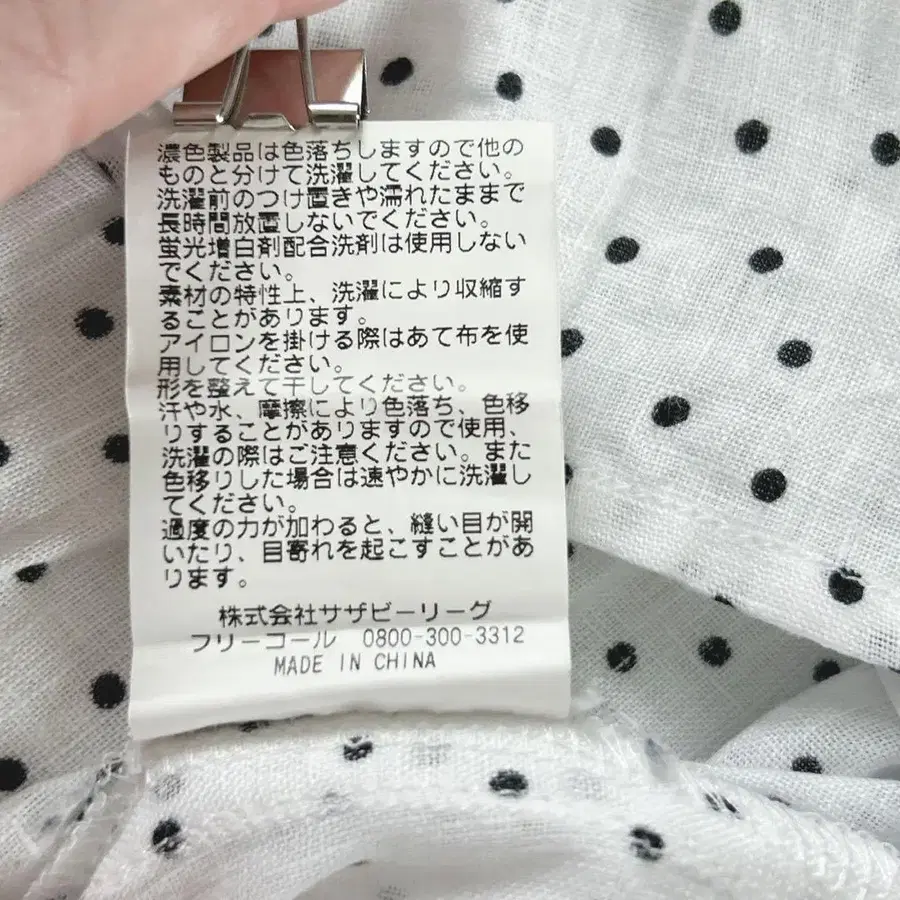 濃色製品は色落ちしますので他の
ものと分けて洗濯してください。
洗濯前のつけ置きや濡れたままで
長時間放置しないでください。
蛍光増白剤配合洗剤は使用しない
でください。
素材の特性上、洗濯により収縮す
ることがあります。
アイロンを掛ける際はあて布を使
用してください。
形を整えて干してください。
汗や水、摩擦により色落ち、色移
りすることがありますので使用、
洗濯の際はご注意ください。また
色移りした場合は速やかに洗濯し
てください。
過度の力が加わると、縫い目が開
いたり、目寄れを起こすことがあ
ります。
株式会社サザビーリーグ
フリーコール 0800-300-3312
MADE IN CHINA